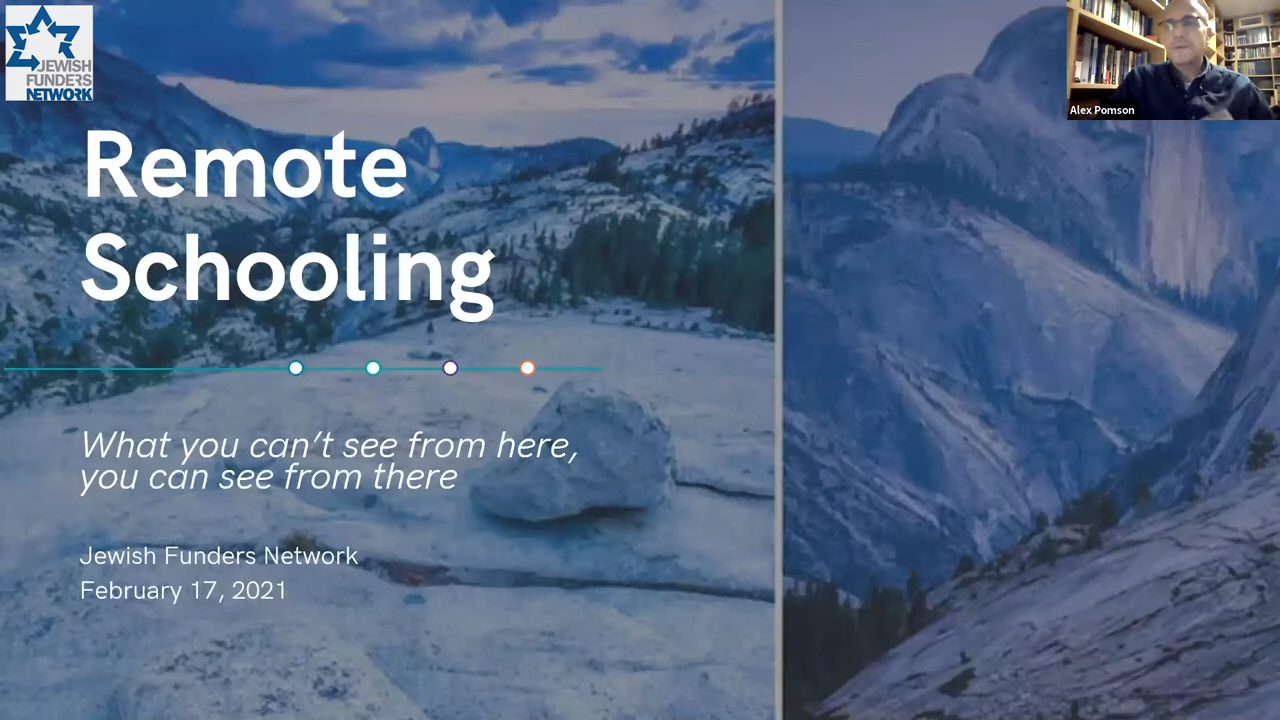 JEWISH
FUNDERS
NETWORK
Alex Pomson
Remote
Schooling
What you can’t see from here,
you can see from there
Jewish Funders Network
February 17, 2021